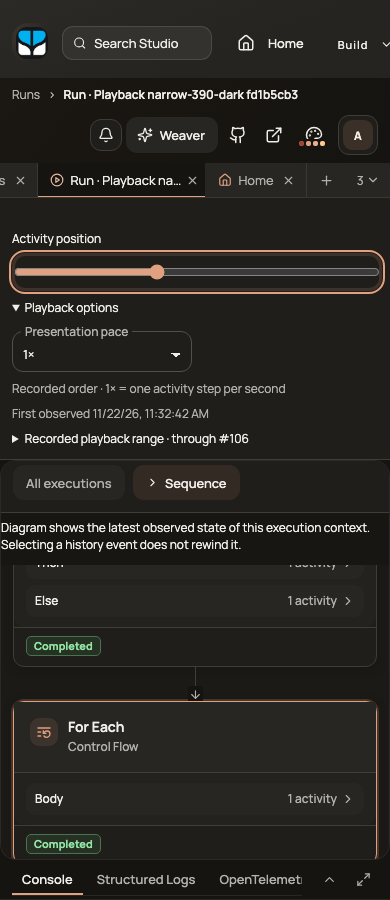 Search Studio
Home
Build
Runs › Run · Playback narrow-390-dark fd1b5cb3
Weaver
A
s
Run · Playback na...
Home
3
Activity position
Playback options
Presentation pace
1×
Recorded order · 1× = one activity step per second
First observed 11/22/26, 11:32:42 AM
Recorded playback range · through #106
All executions
Sequence
Diagram shows the latest observed state of this execution context.
Selecting a history event does not rewind it.
Else 1 activity
Completed
For Each
Control Flow
Body 1 activity
Completed
Console Structured Logs OpenTelemet